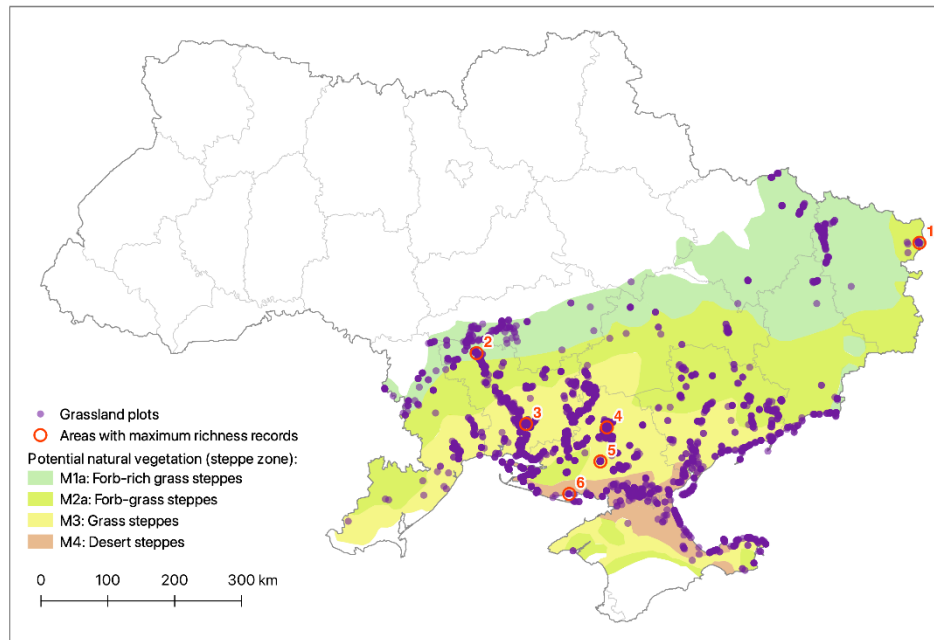 1
2
3
4
5
6
Grassland plots
Areas with maximum richness records
Potential natural vegetation (steppe zone):
M1a: Forb-rich grass steppes
M2a: Forb-grass steppes
M3: Grass steppes
M4: Desert steppes
0 100 200 300 km